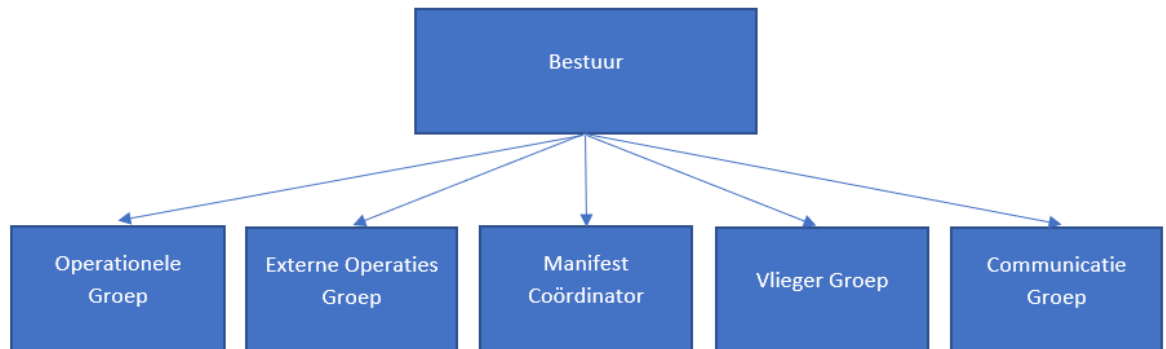 Bestuur
Operationele
Groep
Externe Operaties
Groep
Manifest
Coördinator
Vlieger Groep
Communicatie
Groep